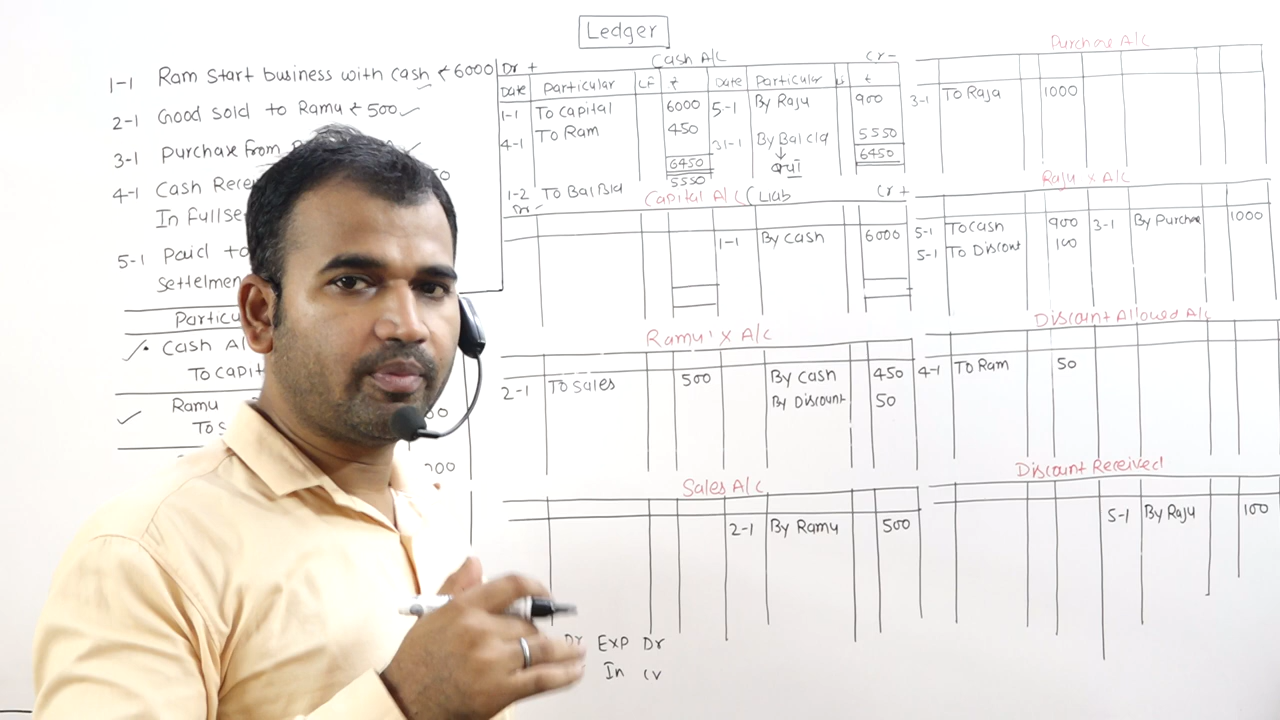 Ledger
1-1 Ram Start business with cash ₹6000
2-1 Good Sold to Ramu ₹500
3-1 Purchase from
4-1 Cash Rece
In Fullse
5-1 Paid to
Settlemen
Particu
Cash A/
To capit
Ramu
To S
00
Cash A/C
Dr + Cr -
Date Particular LF ₹ Date Particular LF ₹
1-1 To capital 6000 5-1 By Raju 900
4-1 To Ram 450 31-1 By Bal c/d 5550
6450 6450
1-2 To Bal B/d 5550
Capital A/C (Liab
Dr - Cr +
1-1 By Cash 6000
Ramu' X A/C
2-1 To Sales 500 By Cash 450
By Discount 50
Sales A/C
2-1 By Ramu 500
Dr Exp Dr
In Cr
Purchase A/C
3-1 To Raja 1000
Raju X A/C
5-1 To Cash 900 3-1 By Purchase 1000
5-1 To Discont 100
Discount Allowed A/C
4-1 To Ram 50
Discount Received
5-1 By Raju 100